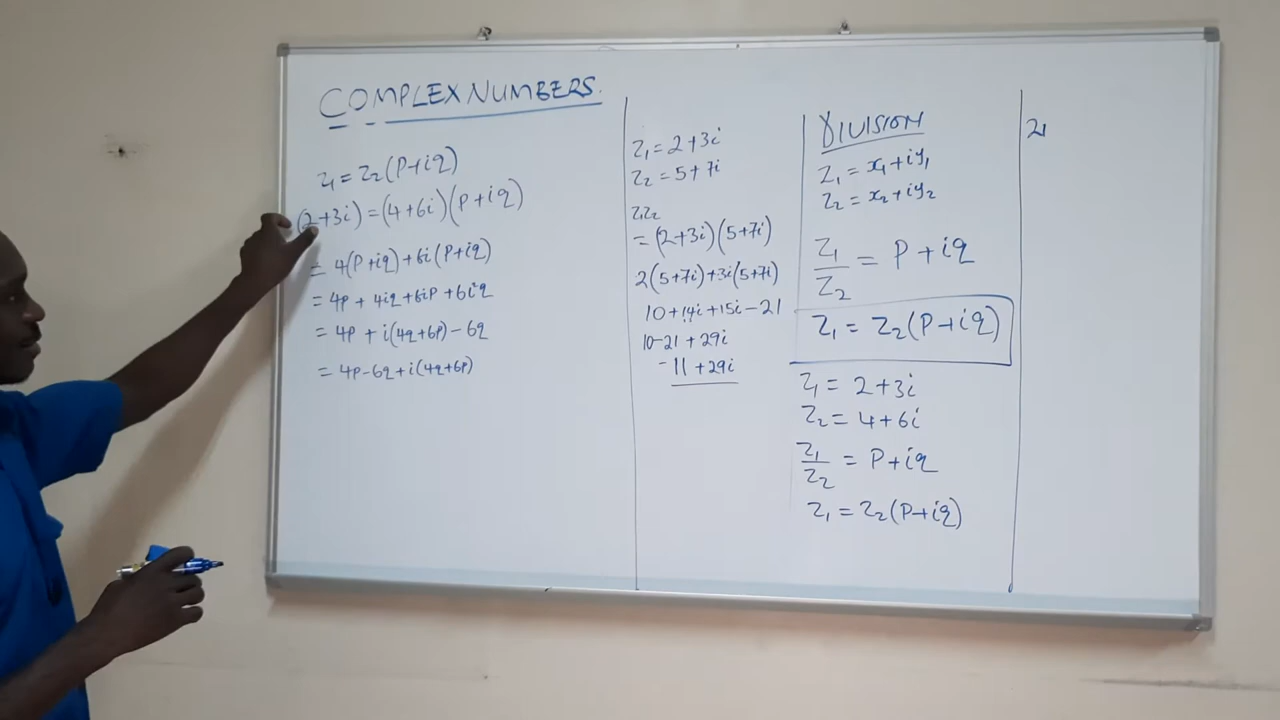 COMPLEX NUMBERS.
z₁ = z₂(P+iq)
(2+3i) = (4+6i)(P+iq)
= 4(P+iq)+6i(P+iq)
= 4p + 4iq+6iP+6i²q
= 4p + i(4q+6p) - 6q
= 4p-6q+i(4q+6p)
z₁ = 2+3i
z₂ = 5+7i
z₁z₂
= (2+3i)(5+7i)
2(5+7i)+3i(5+7i)
10+14i+15i-21
10-21+29i
-11+29i
DIVISION
z₁ = x₁+iy₁
z₂ = x₂+iy₂
z₁/z₂ = P+iq
z₁ = z₂(P+iq)
z₁ = 2+3i
z₂ = 4+6i
z₁/z₂ = P+iq
z₁ = z₂(P+iq)